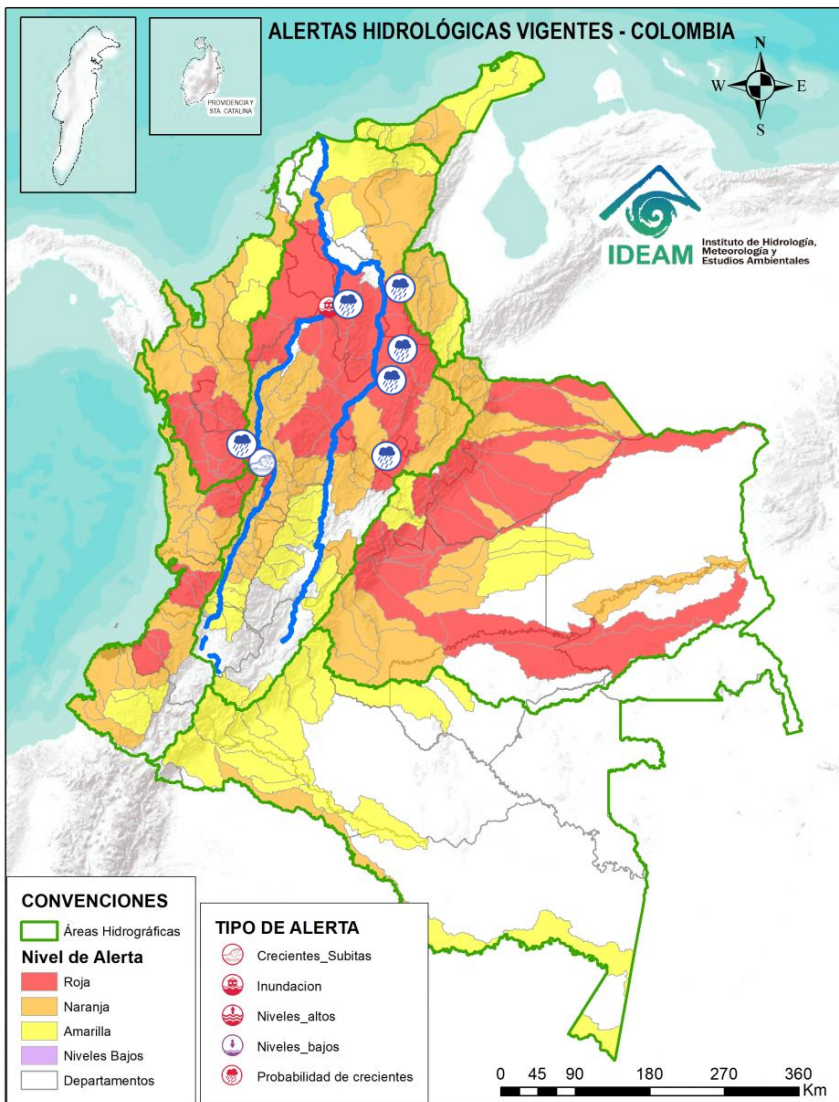 ALERTAS HIDROLÓGICAS VIGENTES - COLOMBIA
PROVIDENCIA Y
STA. CATALINA
N
W E
S
IDEAM
Instituto de Hidrología,
Meteorología y
Estudios Ambientales
CONVENCIONES
Áreas Hidrográficas
Nivel de Alerta
Roja
Naranja
Amarilla
Niveles Bajos
Departamentos
TIPO DE ALERTA
Crecientes_Subitas
Inundacion
Niveles_altos
Niveles_bajos
Probabilidad de crecientes
0 45 90 180 270 360
Km